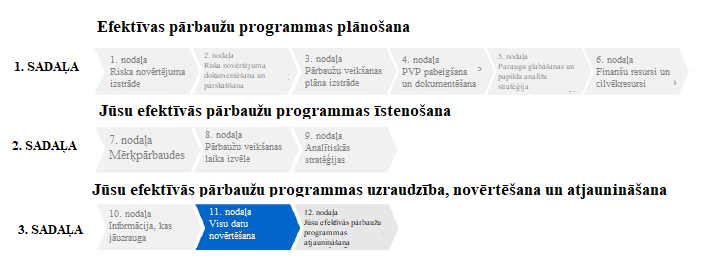 Efektīvas pārbaužu programmas plānošana
1. SADAĻA
1. nodaļa
Riska novērtējuma
izstrāde
2. nodaļa
Riska novērtējuma
dokumentēšana un
pārskatīšana
3. nodaļa
Pārbaužu veikšanas
plāna izstrāde
4. nodaļa
PVP pabeigšana
un dokumentēšana
5. nodaļa
Paraugu glabāšanas un
papildu analīžu
stratēģija
6. nodaļa
Finanšu resursi un
cilvēkresursi
Jūsu efektīvās pārbaužu programmas īstenošana
2. SADAĻA
7. nodaļa
Mērķpārbaudes
8. nodaļa
Pārbaužu veikšanas
laika izvēle
9. nodaļa
Analītiskās
stratēģijas
Jūsu efektīvās pārbaužu programmas uzraudzība, novērtēšana un atjaunināšana
3. SADAĻA
10. nodaļa
Informācija, kas
jāuzrauga
11. nodaļa
Visu datu
novērtēšana
12. nodaļa
Jūsu efektīvās pārbaužu
programmas
atjaunināšana